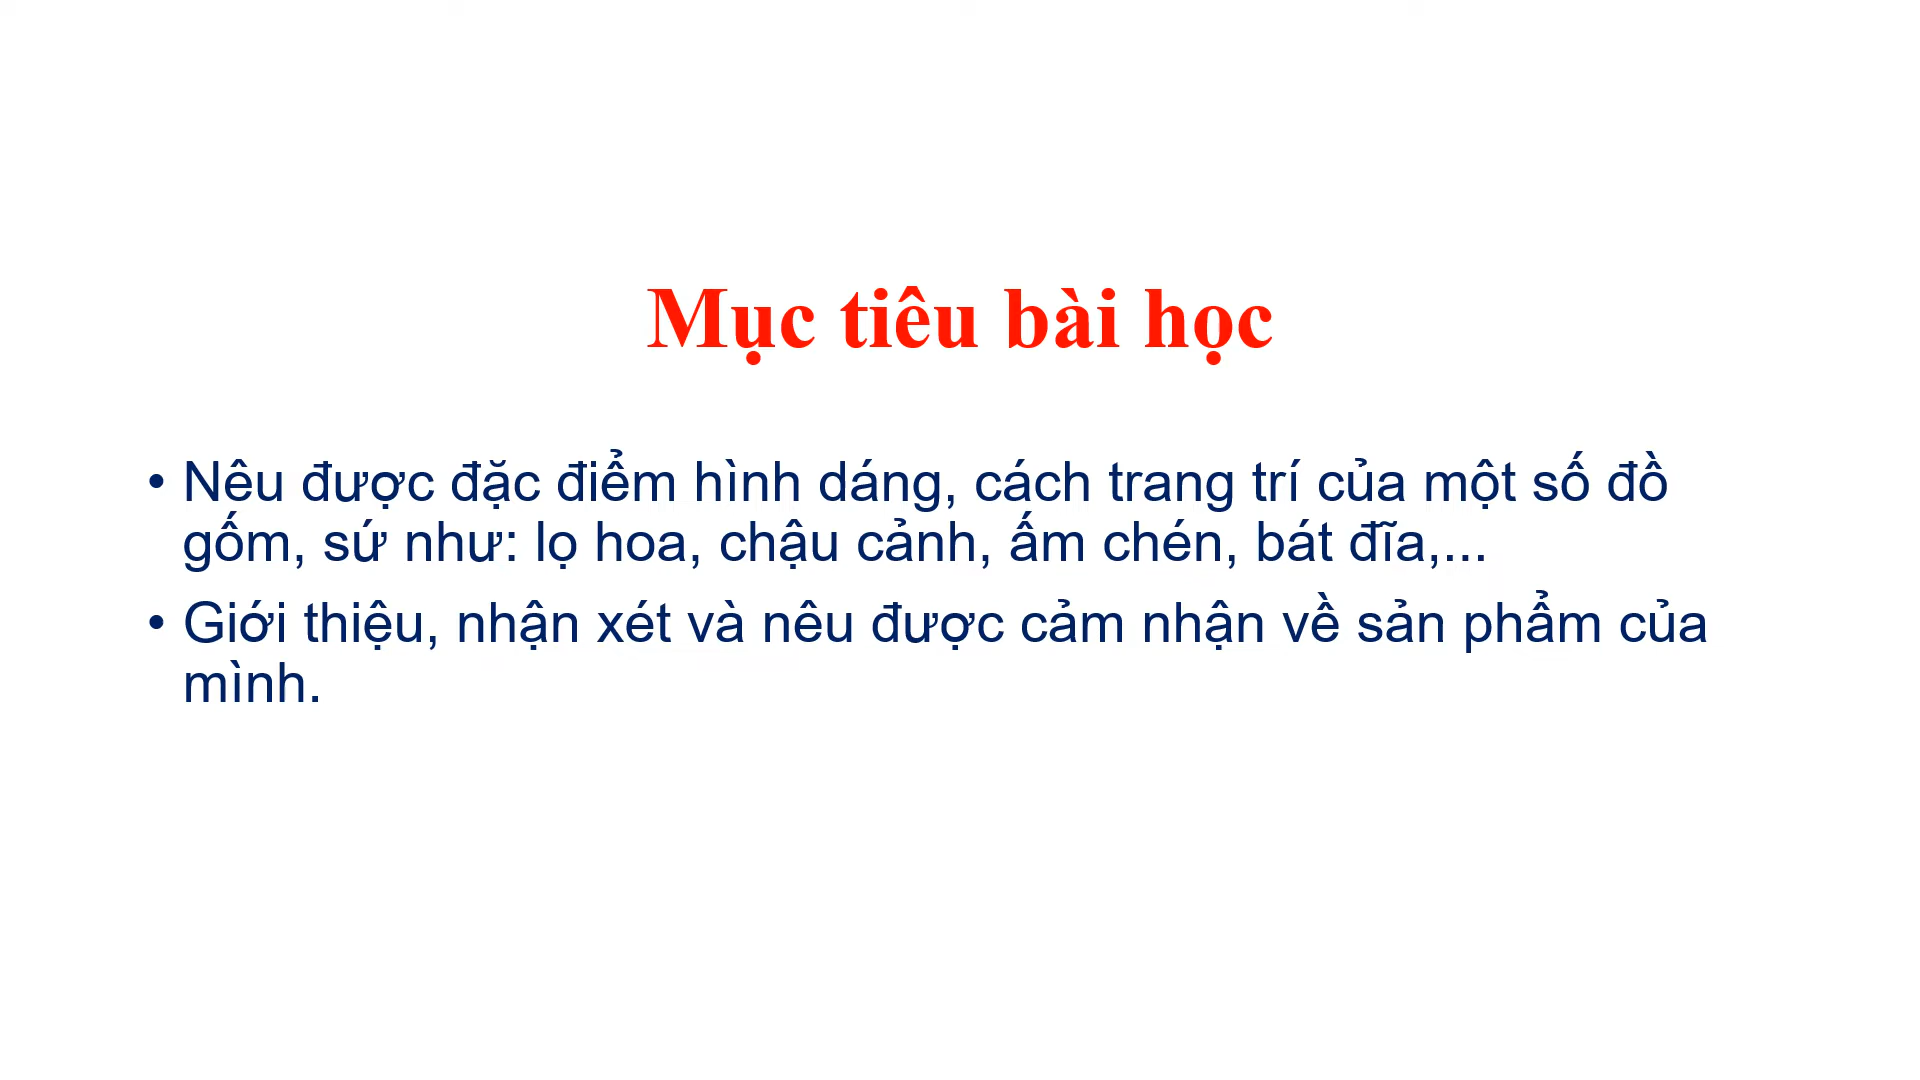 Mục tiêu bài học
• Nêu được đặc điểm hình dáng, cách trang trí của một số đồ
gốm, sứ như: lọ hoa, chậu cảnh, ấm chén, bát đĩa,...
• Giới thiệu, nhận xét và nêu được cảm nhận về sản phẩm của
mình.